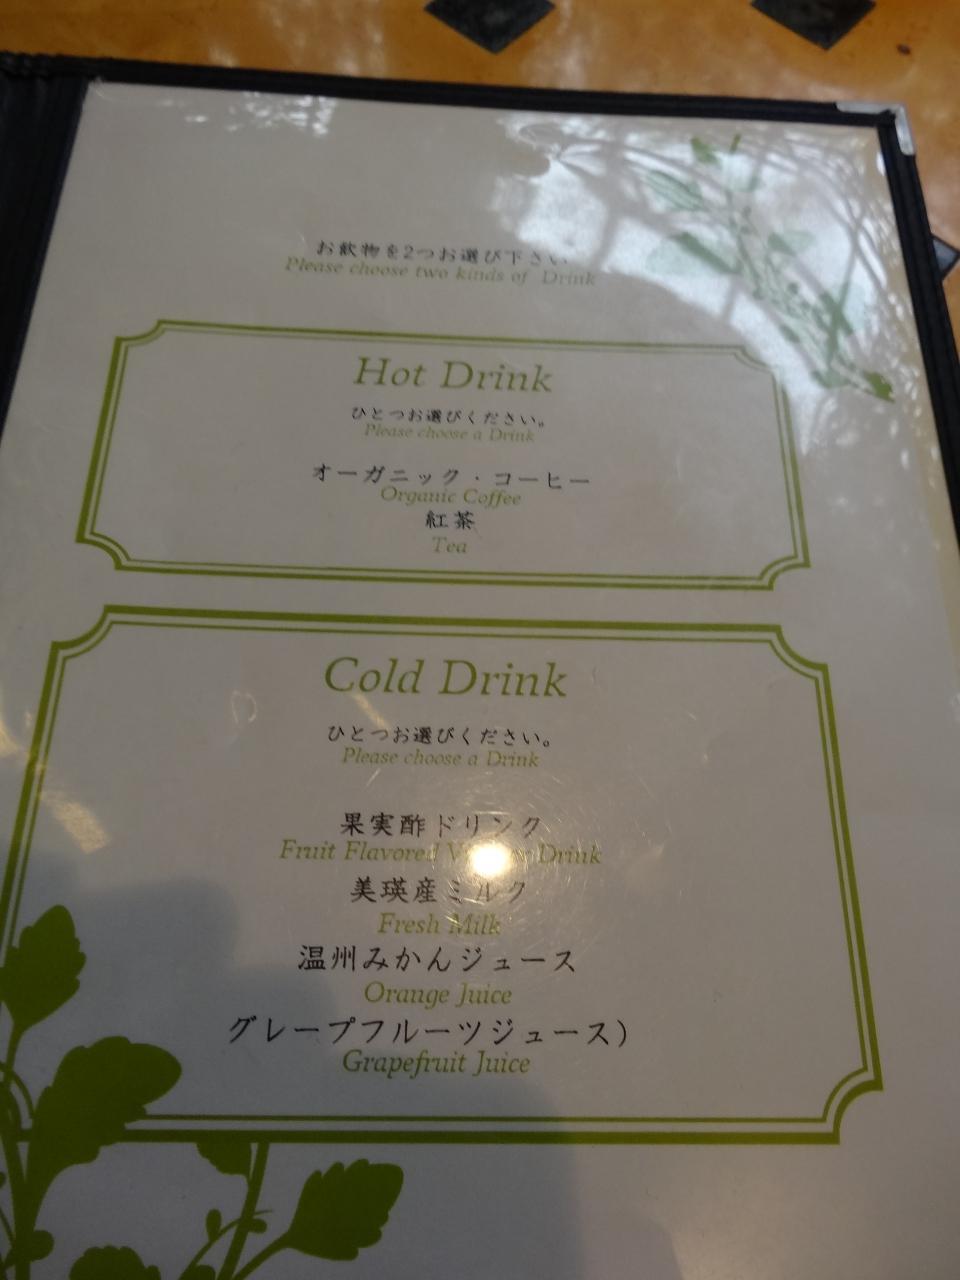 お飲物を2つお選び下さい
Please choose two kinds of Drink
Hot Drink
ひとつお選びください。
Please choose a Drink
オーガニック・コーヒー
Organic Coffee
紅茶
Tea
Cold Drink
ひとつお選びください。
Please choose a Drink
果実酢ドリンク
Fruit Flavored Drink
美瑛産ミルク
Fresh Milk
温州みかんジュース
Orange Juice
グレープフルーツジュース)
Grapefruit Juice